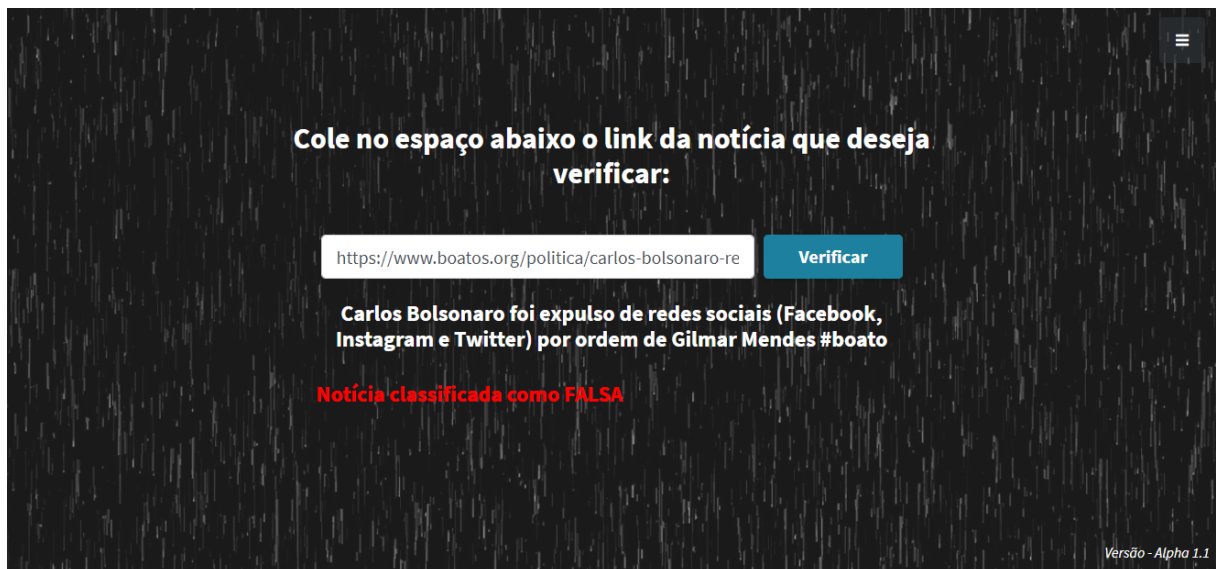 Cole no espaço abaixo o link da notícia que deseja
verificar:
https://www.boatos.org/politica/carlos-bolsonaro-re
Verificar
Carlos Bolsonaro foi expulso de redes sociais (Facebook,
Instagram e Twitter) por ordem de Gilmar Mendes #boato
Notícia classificada como FALSA
Versão - Alpha 1.1